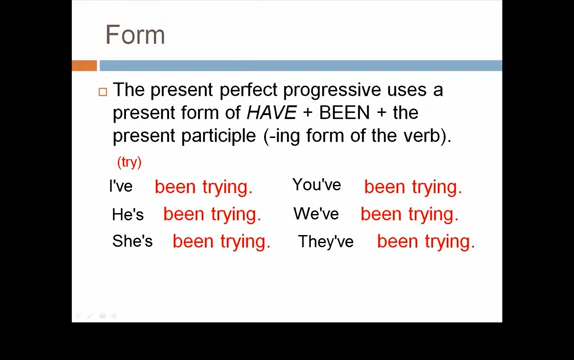 Form
The present perfect progressive uses a
present form of HAVE + BEEN + the
present participle (-ing form of the verb).
(try)
I've been trying. You've been trying.
He's been trying. We've been trying.
She's been trying. They've been trying.